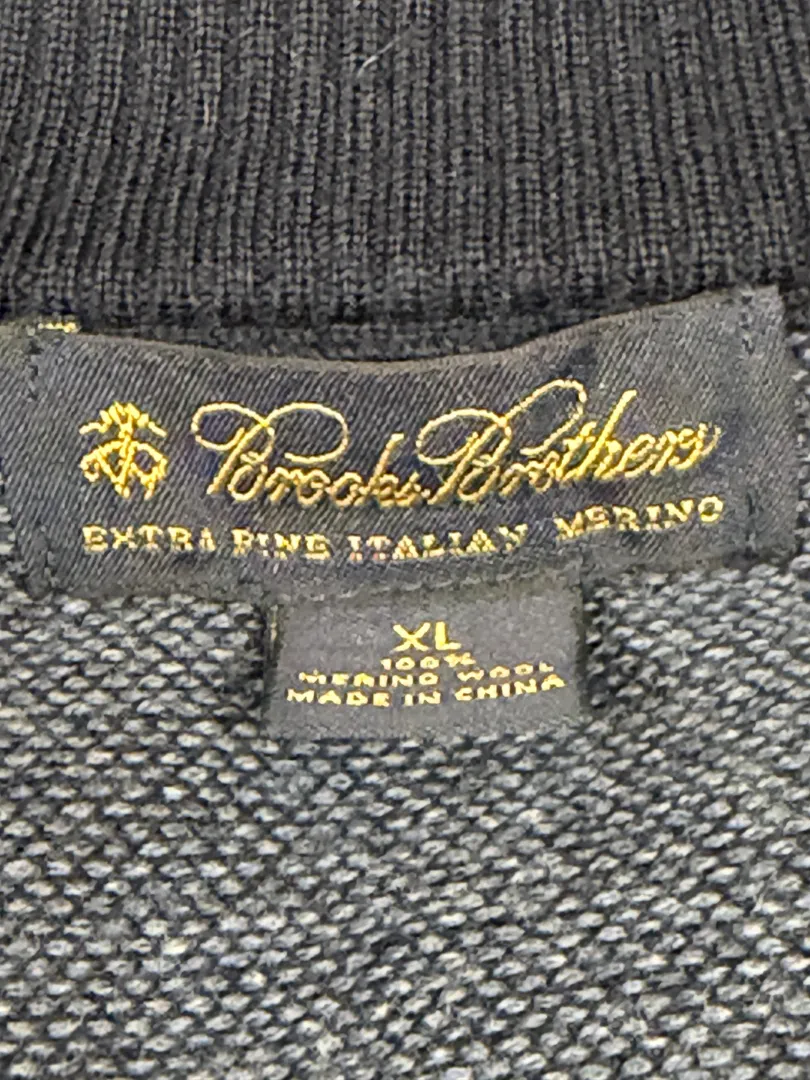 Brooks Brothers
EXTRA FINE ITALIAN MERINO
XL
100%
MERINO WOOL
MADE IN CHINA